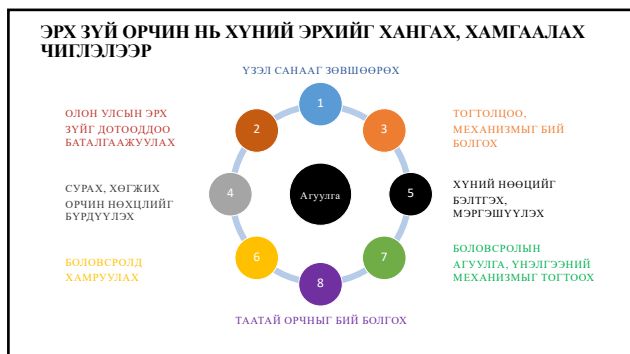 ЭРХ ЗҮЙ ОРЧИН НЬ ХҮНИЙ ЭРХИЙГ ХАНГАХ, ХАМГААЛАХ
ЧИГЛЭЛЭЭР
ҮЗЭЛ САНААГ ЗӨВШӨӨРӨХ
1
ОЛОН УЛСЫН ЭРХ
ЗҮЙГ ДОТООДДОО
БАТАЛГААЖУУЛАХ
2
3
ТОГТОЛЦОО,
МЕХАНИЗМЫГ БИЙ
БОЛГОХ
СУРАХ, ХӨГЖИХ
ОРЧИН НӨХЦЛИЙГ
БҮРДҮҮЛЭХ
4
Агуулга
5
ХҮНИЙ НӨӨЦИЙГ
БЭЛТГЭХ,
МЭРГЭШҮҮЛЭХ
БОЛОВСРОЛД
ХАМРУУЛАХ
6
7
БОЛОВСРОЛЫН
АГУУЛГА, ҮНЭЛГЭЭНИЙ
МЕХАНИЗМЫГ ТОГТООХ
8
ТААТАЙ ОРЧНЫГ БИЙ БОЛГОХ